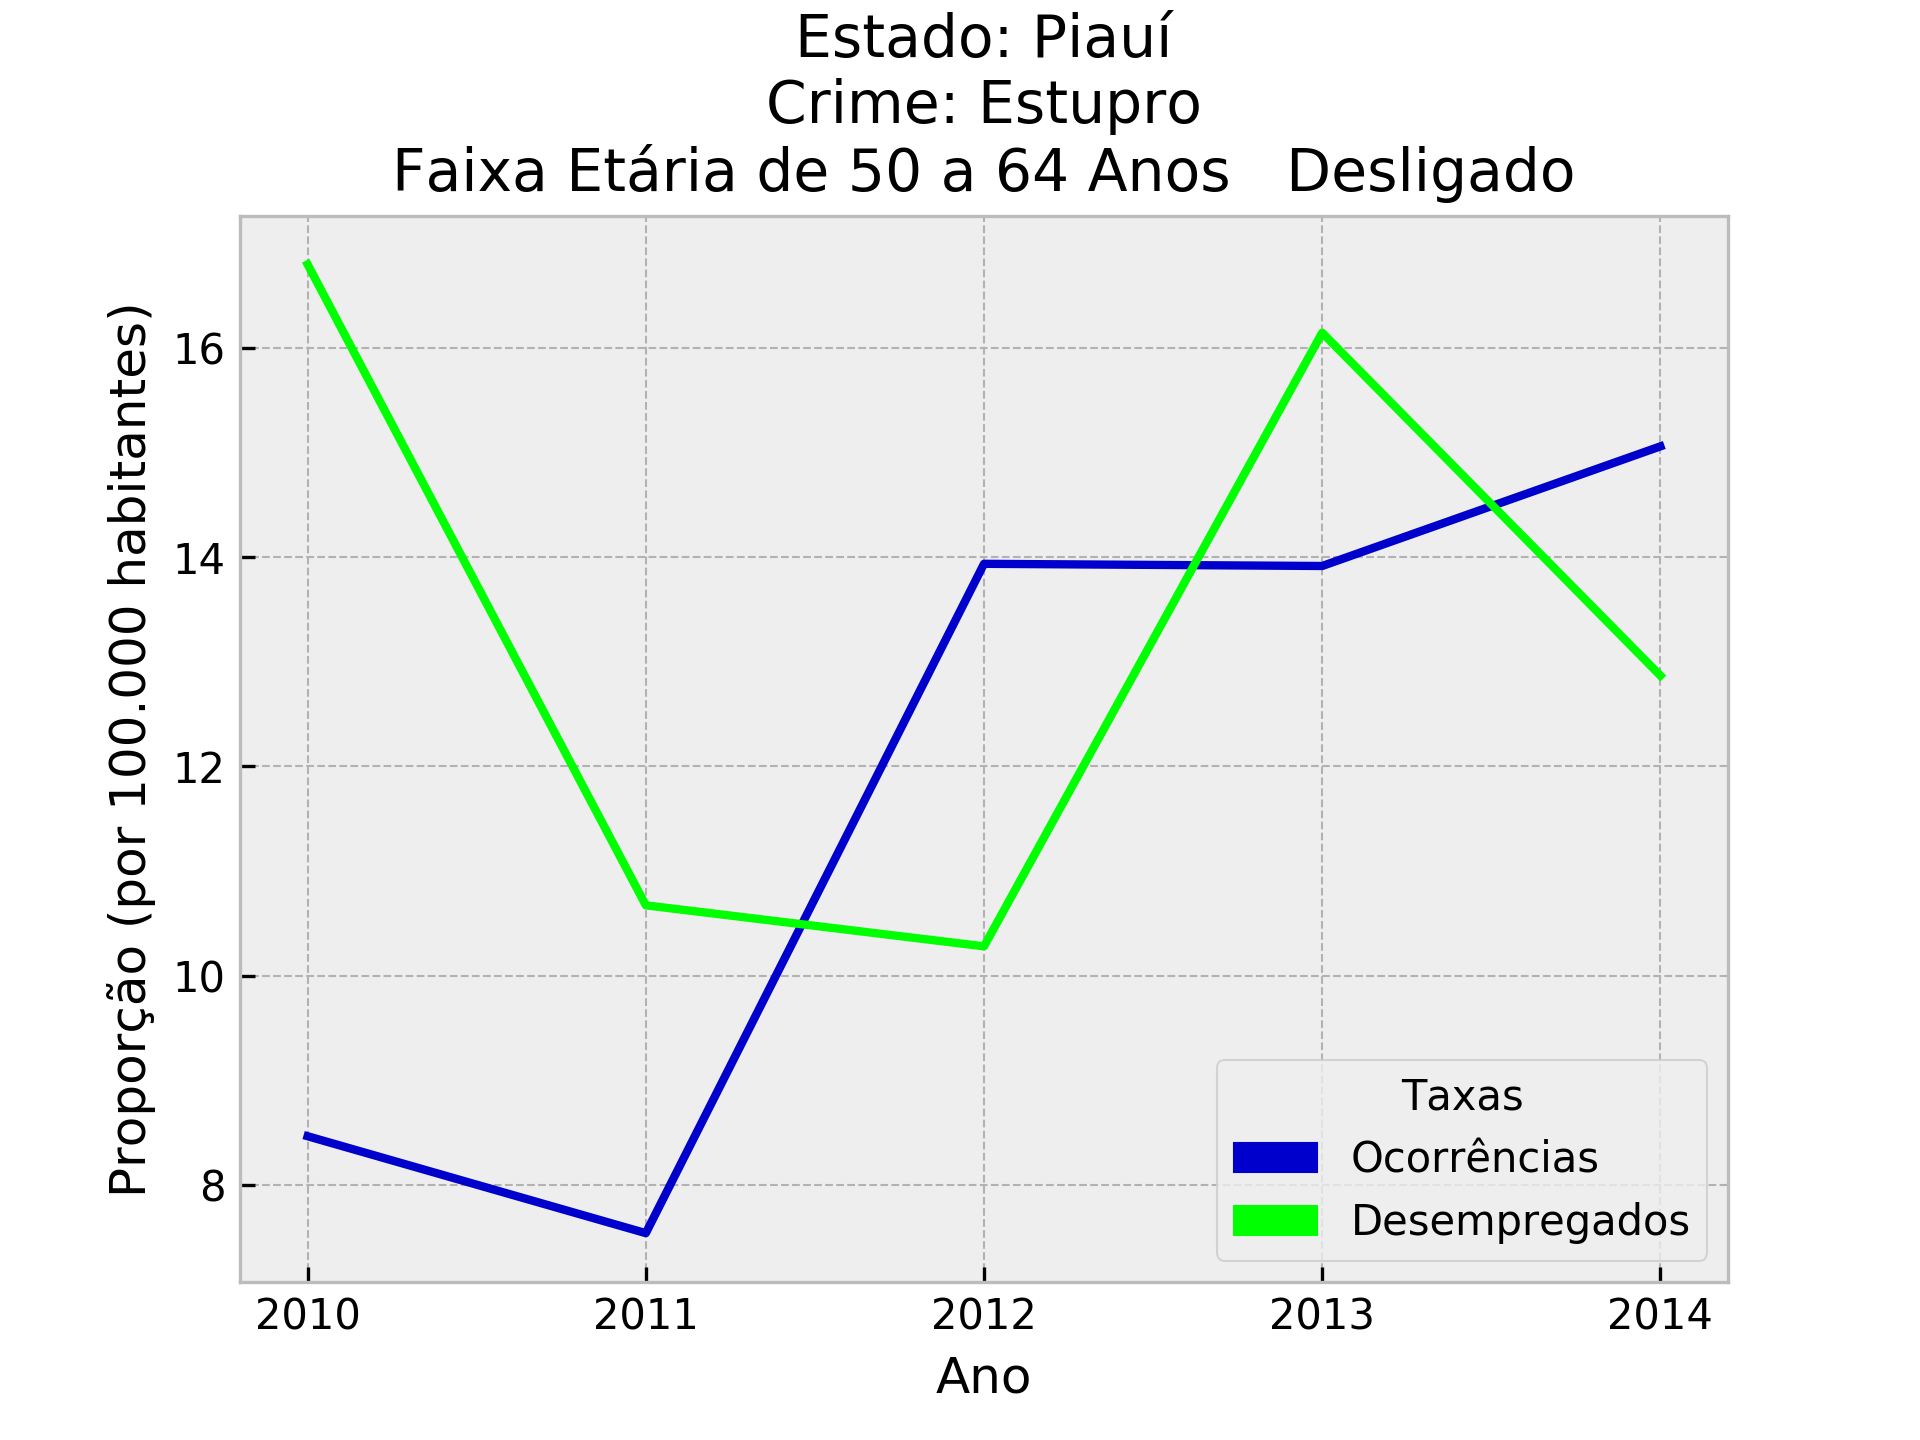 Estado: Piauí
Crime: Estupro
Faixa Etária de 50 a 64 Anos   Desligado
Proporção (por 100.000 habitantes)
16
14
12
10
8
Taxas
Ocorrências
Desempregados
2010 2011 2012 2013 2014
Ano